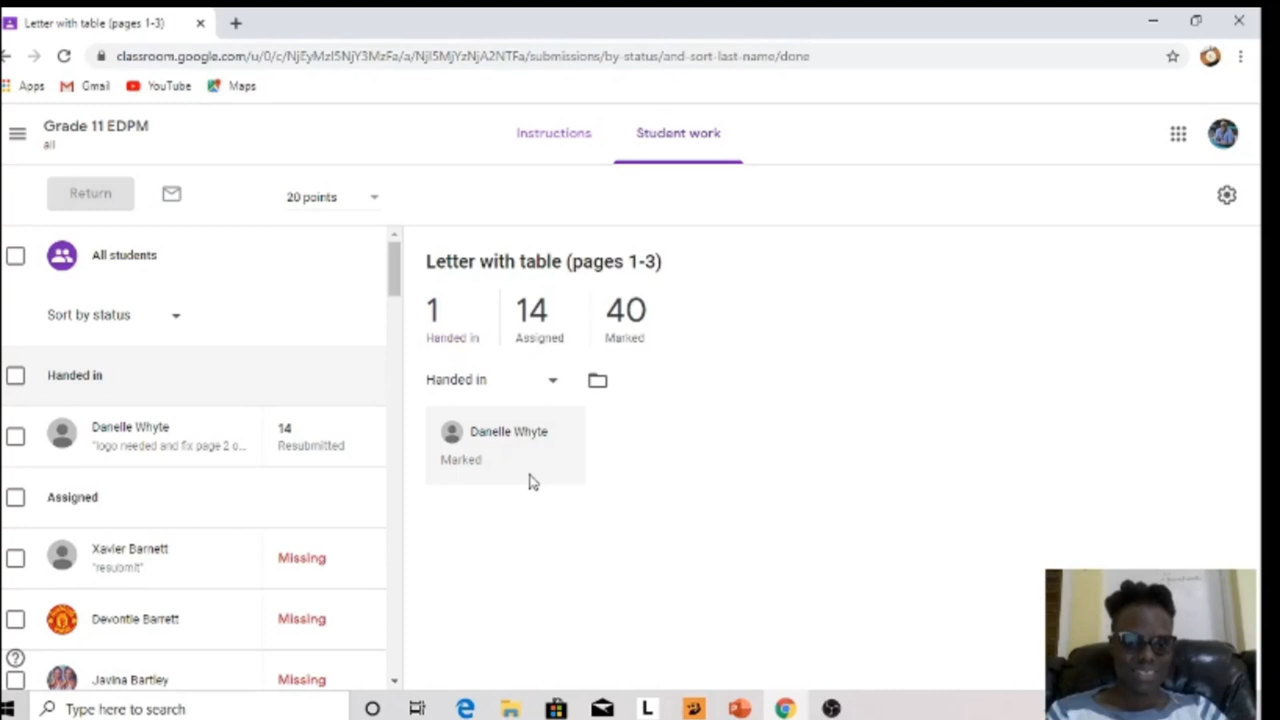 Letter with table (pages 1-3)
classroom.google.com/u/0/c/NjEyMzI5NjY3MzFa/a/NjI5MjYzNjA2NTFa/submissions/by-status/and-sort-last-name/done
Apps Gmail YouTube Maps
Grade 11 EDPM
all
Instructions Student work
Return 20 points
All students
Sort by status
Handed in
Danelle Whyte 14
"logo needed and fix page 2 o... Resubmitted
Assigned
Xavier Barnett Missing
"resubmit"
Devontie Barrett Missing
Javina Bartley Missing
Letter with table (pages 1-3)
1 14 40
Handed in Assigned Marked
Handed in
Danelle Whyte
Marked
Type here to search